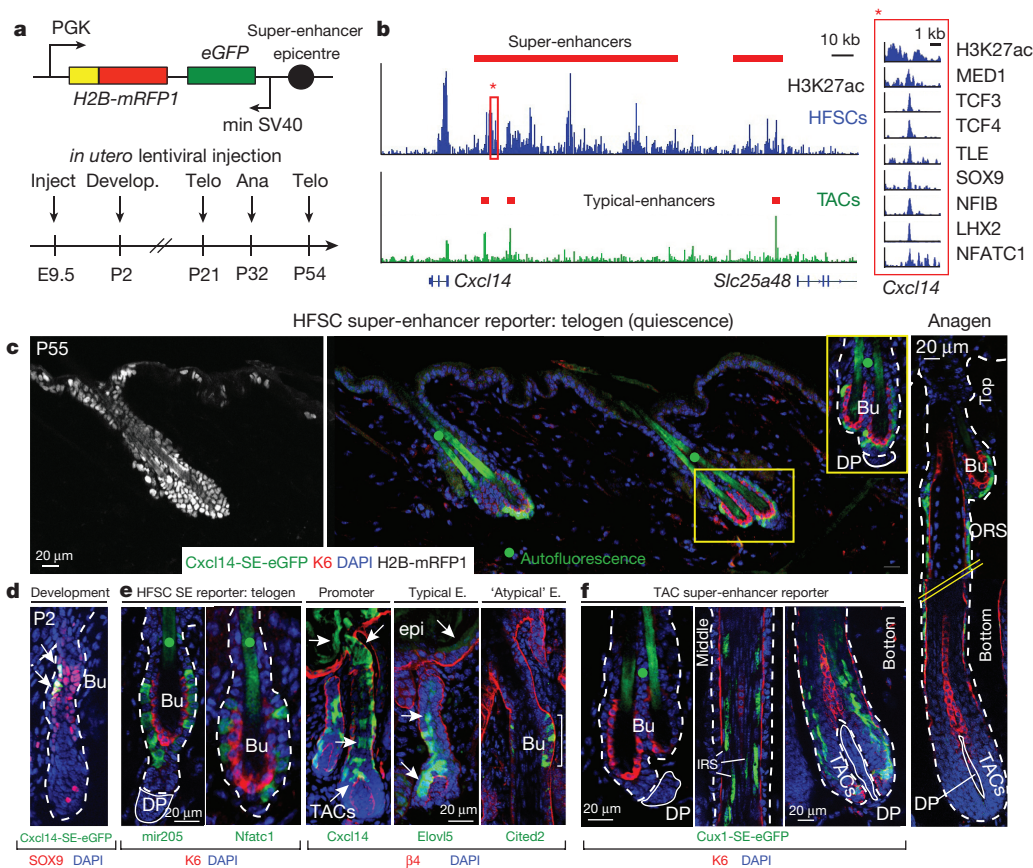 a
PGK
eGFP
Super-enhancer
epicentre
H2B-mRFP1
min SV40
in utero lentiviral injection
Inject Develop. Telo Ana Telo
E9.5 P2 P21 P32 P54
b
Super-enhancers
10 kb
H3K27ac
HFSCs
*
Typical-enhancers
TACs
Cxcl14
Slc25a48
*
1 kb
H3K27ac
MED1
TCF3
TCF4
TLE
SOX9
NFIB
LHX2
NFATC1
Cxcl14
HFSC super-enhancer reporter: telogen (quiescence)
Anagen
c
P55
20 µm
Cxcl14-SE-eGFP K6 DAPI H2B-mRFP1
Autofluorescence
Bu
DP
20 µm
Top
Bu
ORS
Bottom
TACs
DP
d
Development
P2
Bu
Cxcl14-SE-eGFP
SOX9 DAPI
e
HFSC SE reporter: telogen
Promoter
Typical E.
'Atypical' E.
Bu
DP
20 µm
Bu
TACs
epi
20 µm
Bu
mir205
Nfatc1
Cxcl14
Elovl5
Cited2
K6 DAPI
β4 DAPI
f
TAC super-enhancer reporter
Bu
DP
20 µm
Middle
IRS
Bottom
TACs
DP
Cux1-SE-eGFP
K6 DAPI